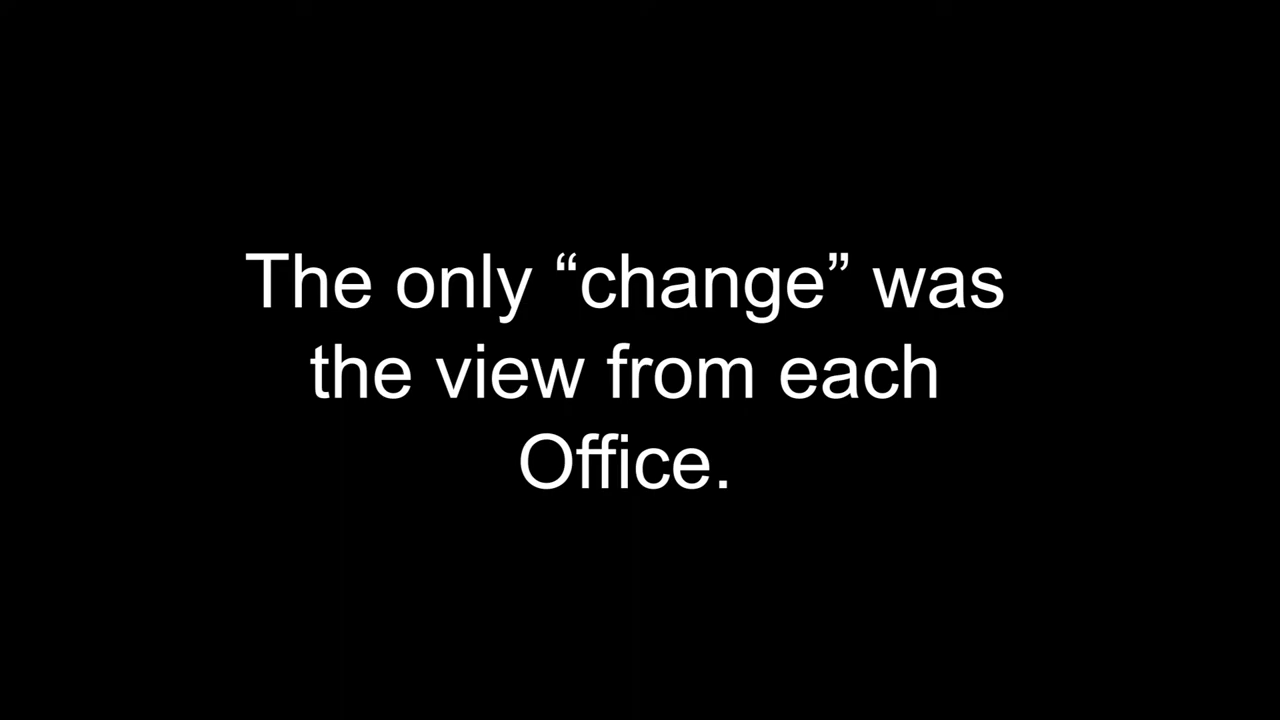 The only “change” was
the view from each
Office.